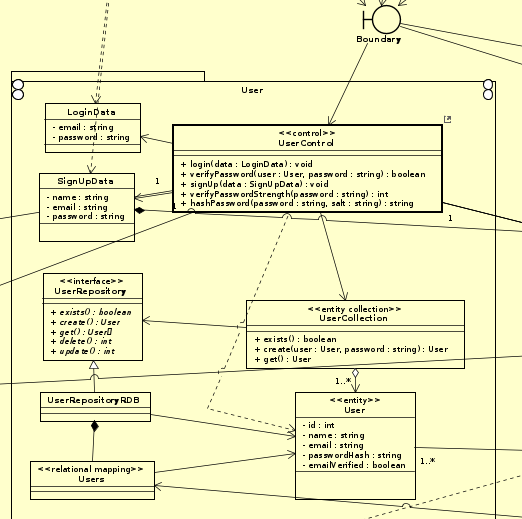 Boundary
User
LoginData
- email : string
- password : string
<<control>>
UserControl
+ login(data : LoginData) : void
+ verifyPassword(user : User, password : string) : boolean
+ signUp(data : SignUpData) : void
+ verifyPasswordStrength(password : string) : int
+ hashPassword(password : string, salt : string) : string
SignUpData
- name : string
- email : string
- password : string
1
1
1
<<interface>>
UserRepository
+ exists() : boolean
+ create() : User
+ get() : User[]
+ delete() : int
+ update() : int
<<entity collection>>
UserCollection
+ exists() : boolean
+ create(user : User, password : string) : User
+ get() : User
1..*
UserRepositoryRDB
<<entity>>
User
- id : int
- name : string
- email : string
- passwordHash : string
- emailVerified : boolean
1..*
<<relational mapping>>
Users